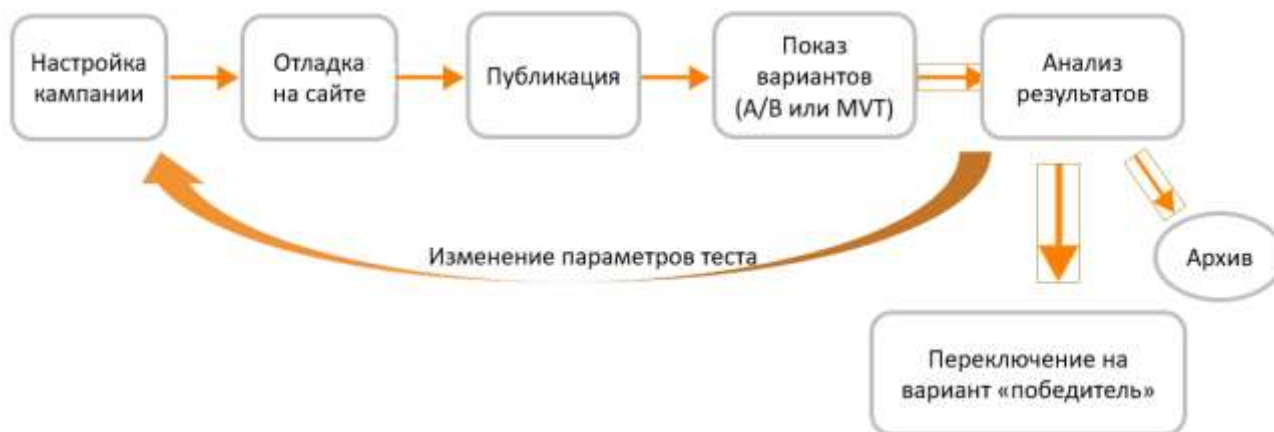 Настройка
кампании
Отладка
на сайте
Публикация
Показ
вариантов
(А/В или MVT)
Анализ
результатов
Изменение параметров теста
Архив
Переключение на
вариант «победитель»